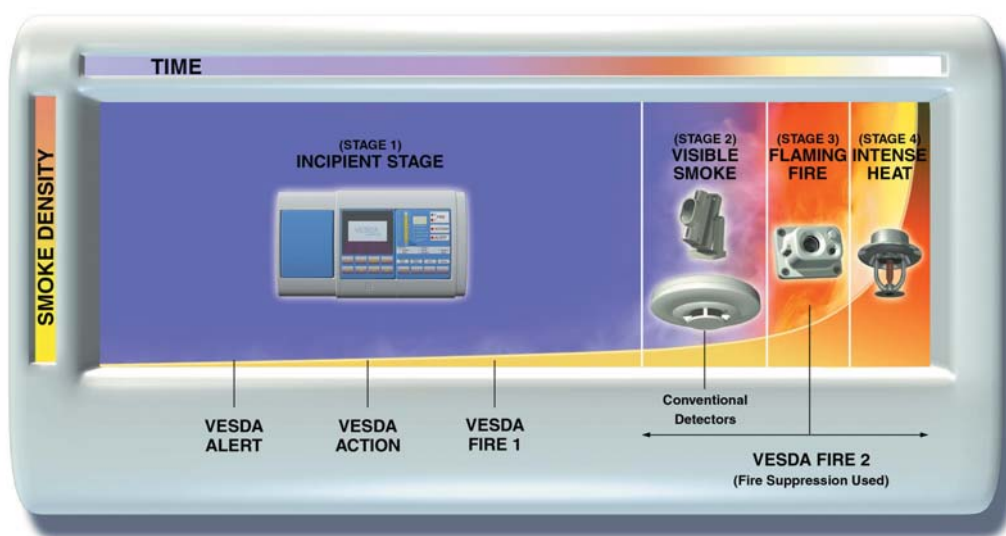 TIME
SMOKE DENSITY
(STAGE 1)
INCIPIENT STAGE
(STAGE 2)
VISIBLE
SMOKE
(STAGE 3)
FLAMING
FIRE
(STAGE 4)
INTENSE
HEAT
VESDA
ALERT
VESDA
ACTION
VESDA
FIRE 1
Conventional
Detectors
VESDA FIRE 2
(Fire Suppression Used)